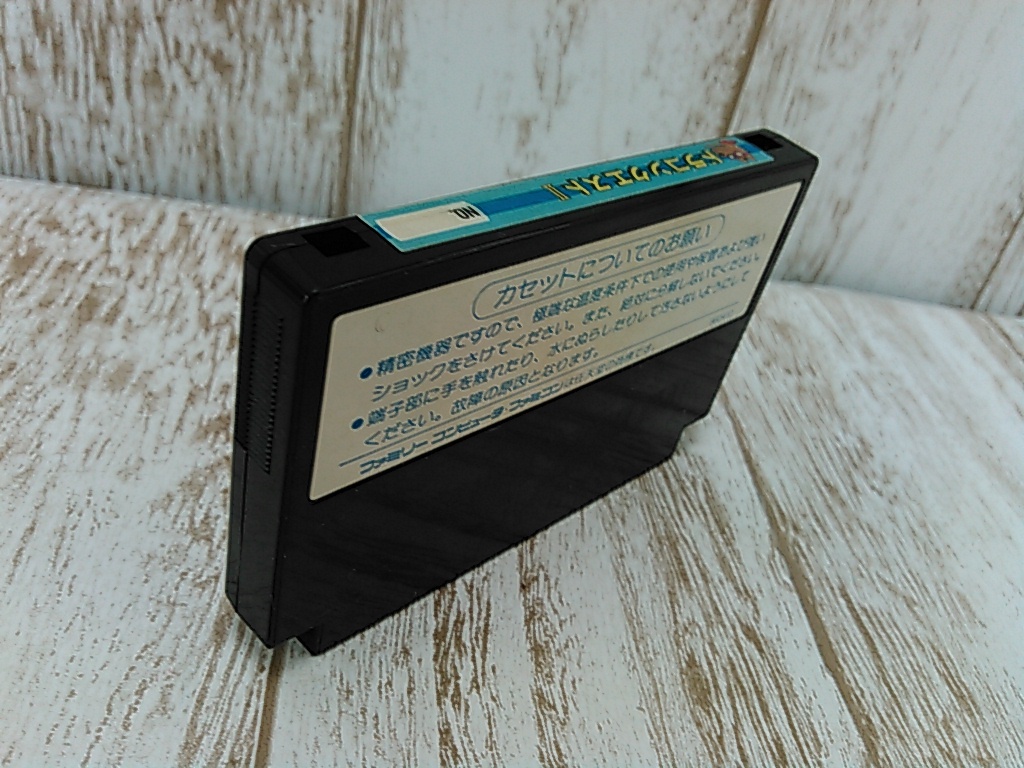 ドラゴンクエストII
NO.
カセットについてのお願い
●精密機器ですので、極端な温度条件下での使用や保管および強い
ショックをさけてください。また、絶対に分解しないでください。
●端子部に手を触れたり、水にぬらしたりして汚さないようにして
ください。故障の原因となります。
ファミリーコンピュータ・ファミコンは任天堂の商標です。